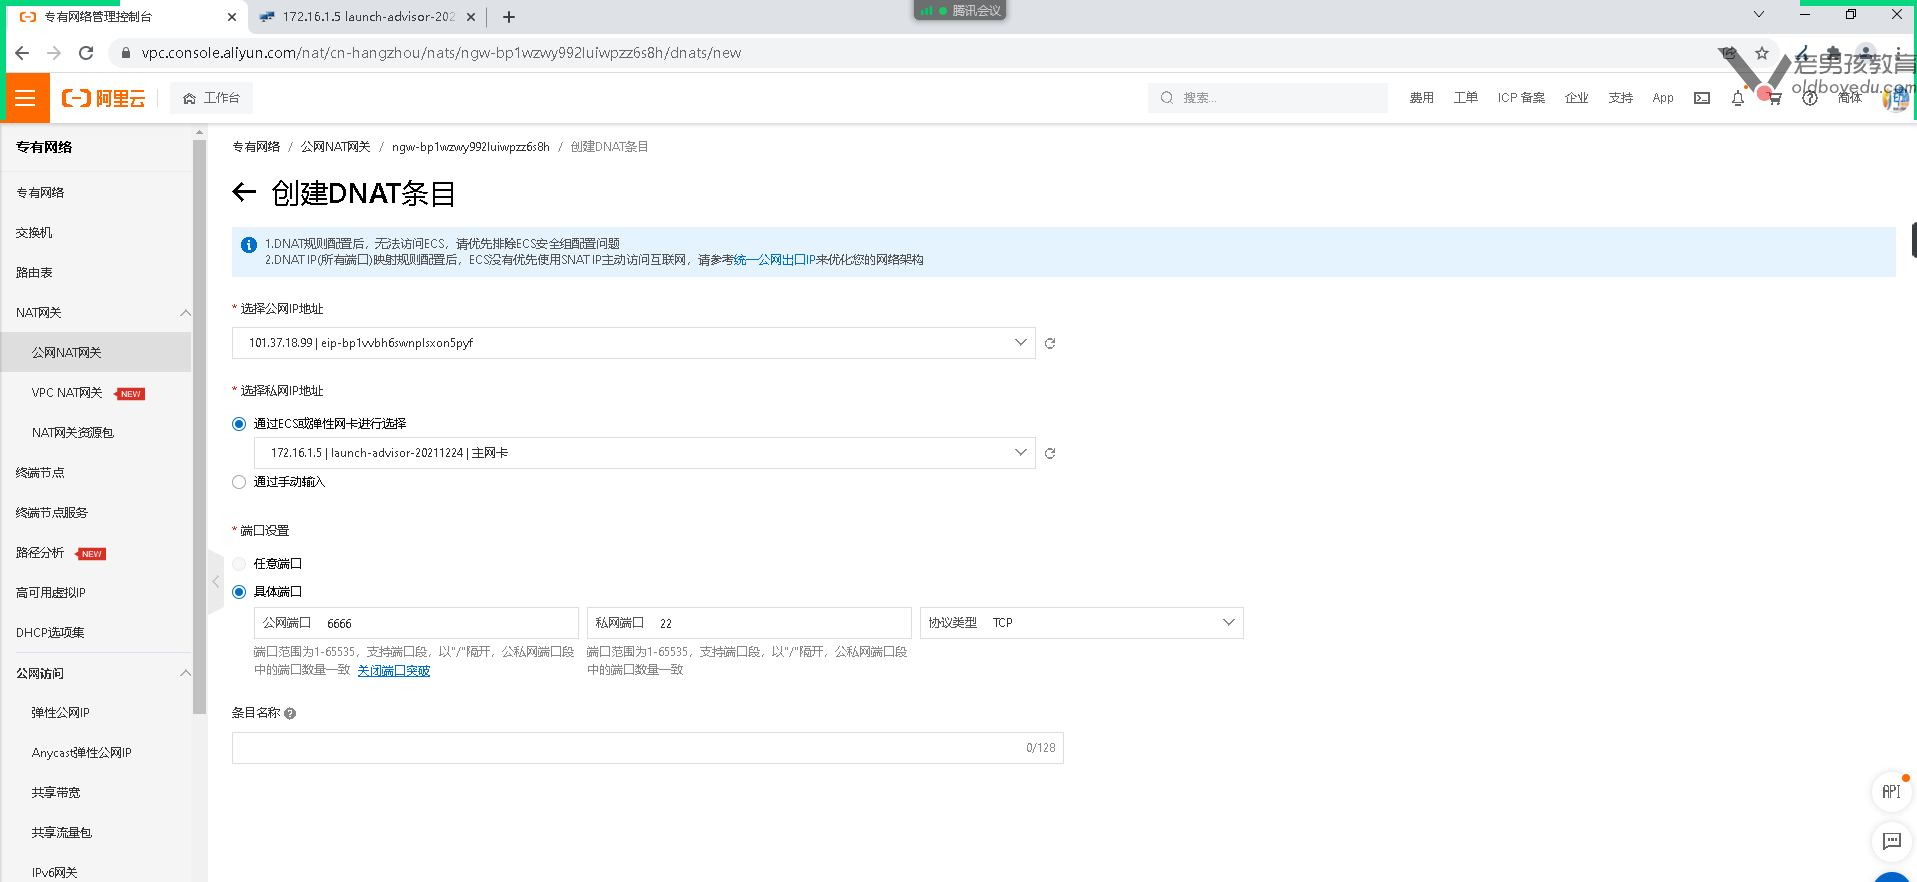 专有网络管理控制台
172.16.1.5 launch-advisor-202
腾讯会议
vpc.console.aliyun.com/nat/cn-hangzhou/nats/ngw-bp1wzwy992luiwpzz6s8h/dnats/new
老男孩教育
oldboyedu.com
阿里云
工作台
搜索...
费用
工单
ICP 备案
企业
支持
App
简体
专有网络
专有网络
交换机
路由表
NAT网关
公网NAT网关
VPC NAT网关 NEW
NAT网关资源包
终端节点
终端节点服务
路径分析 NEW
高可用虚拟IP
DHCP选项集
公网访问
弹性公网IP
Anycast弹性公网IP
共享带宽
共享流量包
IPv6网关
专有网络 / 公网NAT网关 / ngw-bp1wzwy992luiwpzz6s8h / 创建DNAT条目
创建DNAT条目
1.DNAT规则配置后，无法访问ECS，请优先排除ECS安全组配置问题
2.DNAT IP(所有端口)映射规则配置后，ECS没有优先使用SNAT IP主动访问互联网，请参考统一公网出口IP来优化您的网络架构
* 选择公网IP地址
101.37.18.99 | eip-bp1vvbh6swnplsxon5pyf
* 选择私网IP地址
通过ECS或弹性网卡进行选择
172.16.1.5 | launch-advisor-20211224 | 主网卡
通过手动输入
* 端口设置
任意端口
具体端口
公网端口 6666
私网端口 22
协议类型 TCP
端口范围为1-65535，支持端口段，以"/"隔开，公私网端口段
中的端口数量一致 关闭端口突破
端口范围为1-65535，支持端口段，以"/"隔开，公私网端口段
中的端口数量一致
条目名称
0/128
API